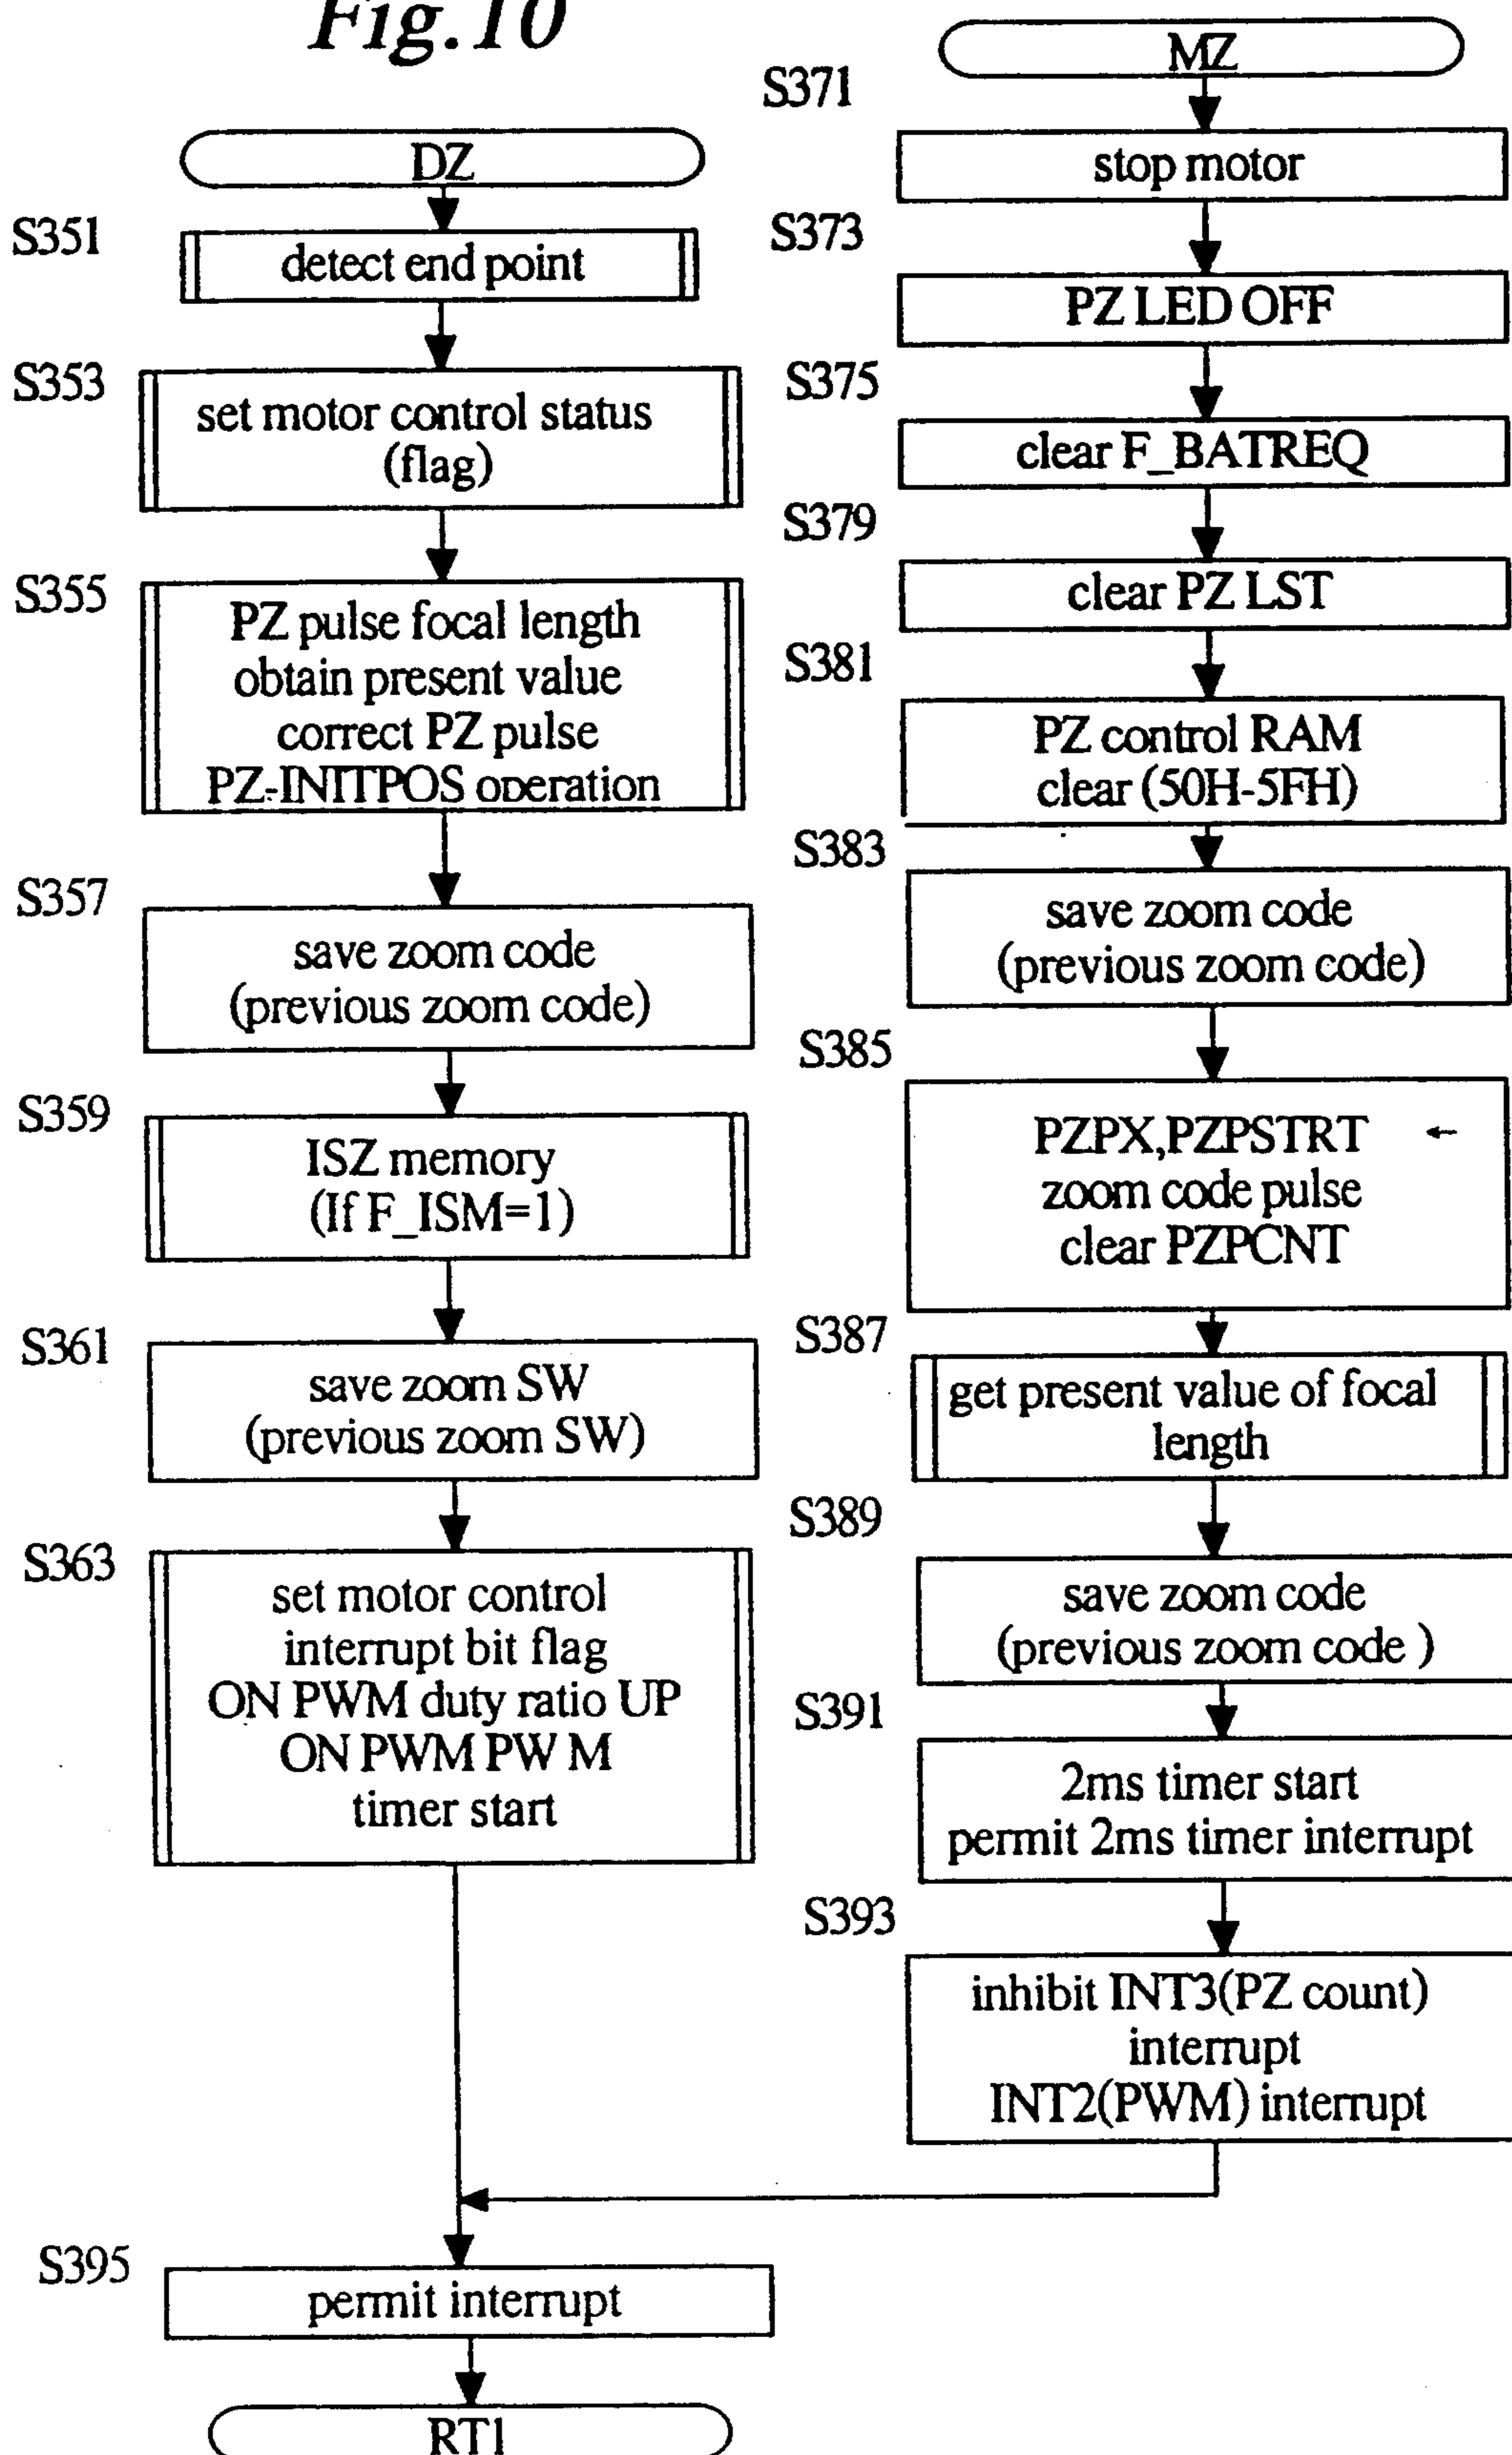 Fig.10
DZ
S351
detect end point
S353
set motor control status
(flag)
S355
PZ pulse focal length
obtain present value
correct PZ pulse
PZ-INITPOS operation
S357
save zoom code
(previous zoom code)
S359
ISZ memory
(If F_ISM=1)
S361
save zoom SW
(previous zoom SW)
S363
set motor control
interrupt bit flag
ON PWM duty ratio UP
ON PWM PW M
timer start
MZ
S371
stop motor
S373
PZ LED OFF
S375
clear F_BATREQ
S379
clear PZ LST
S381
PZ control RAM
clear (50H-5FH)
S383
save zoom code
(previous zoom code)
S385
PZPX,PZPSTRT ←
zoom code pulse
clear PZPCNT
S387
get present value of focal
length
S389
save zoom code
(previous zoom code )
S391
2ms timer start
permit 2ms timer interrupt
S393
inhibit INT3(PZ count)
interrupt
INT2(PWM) interrupt
S395
permit interrupt
RT1